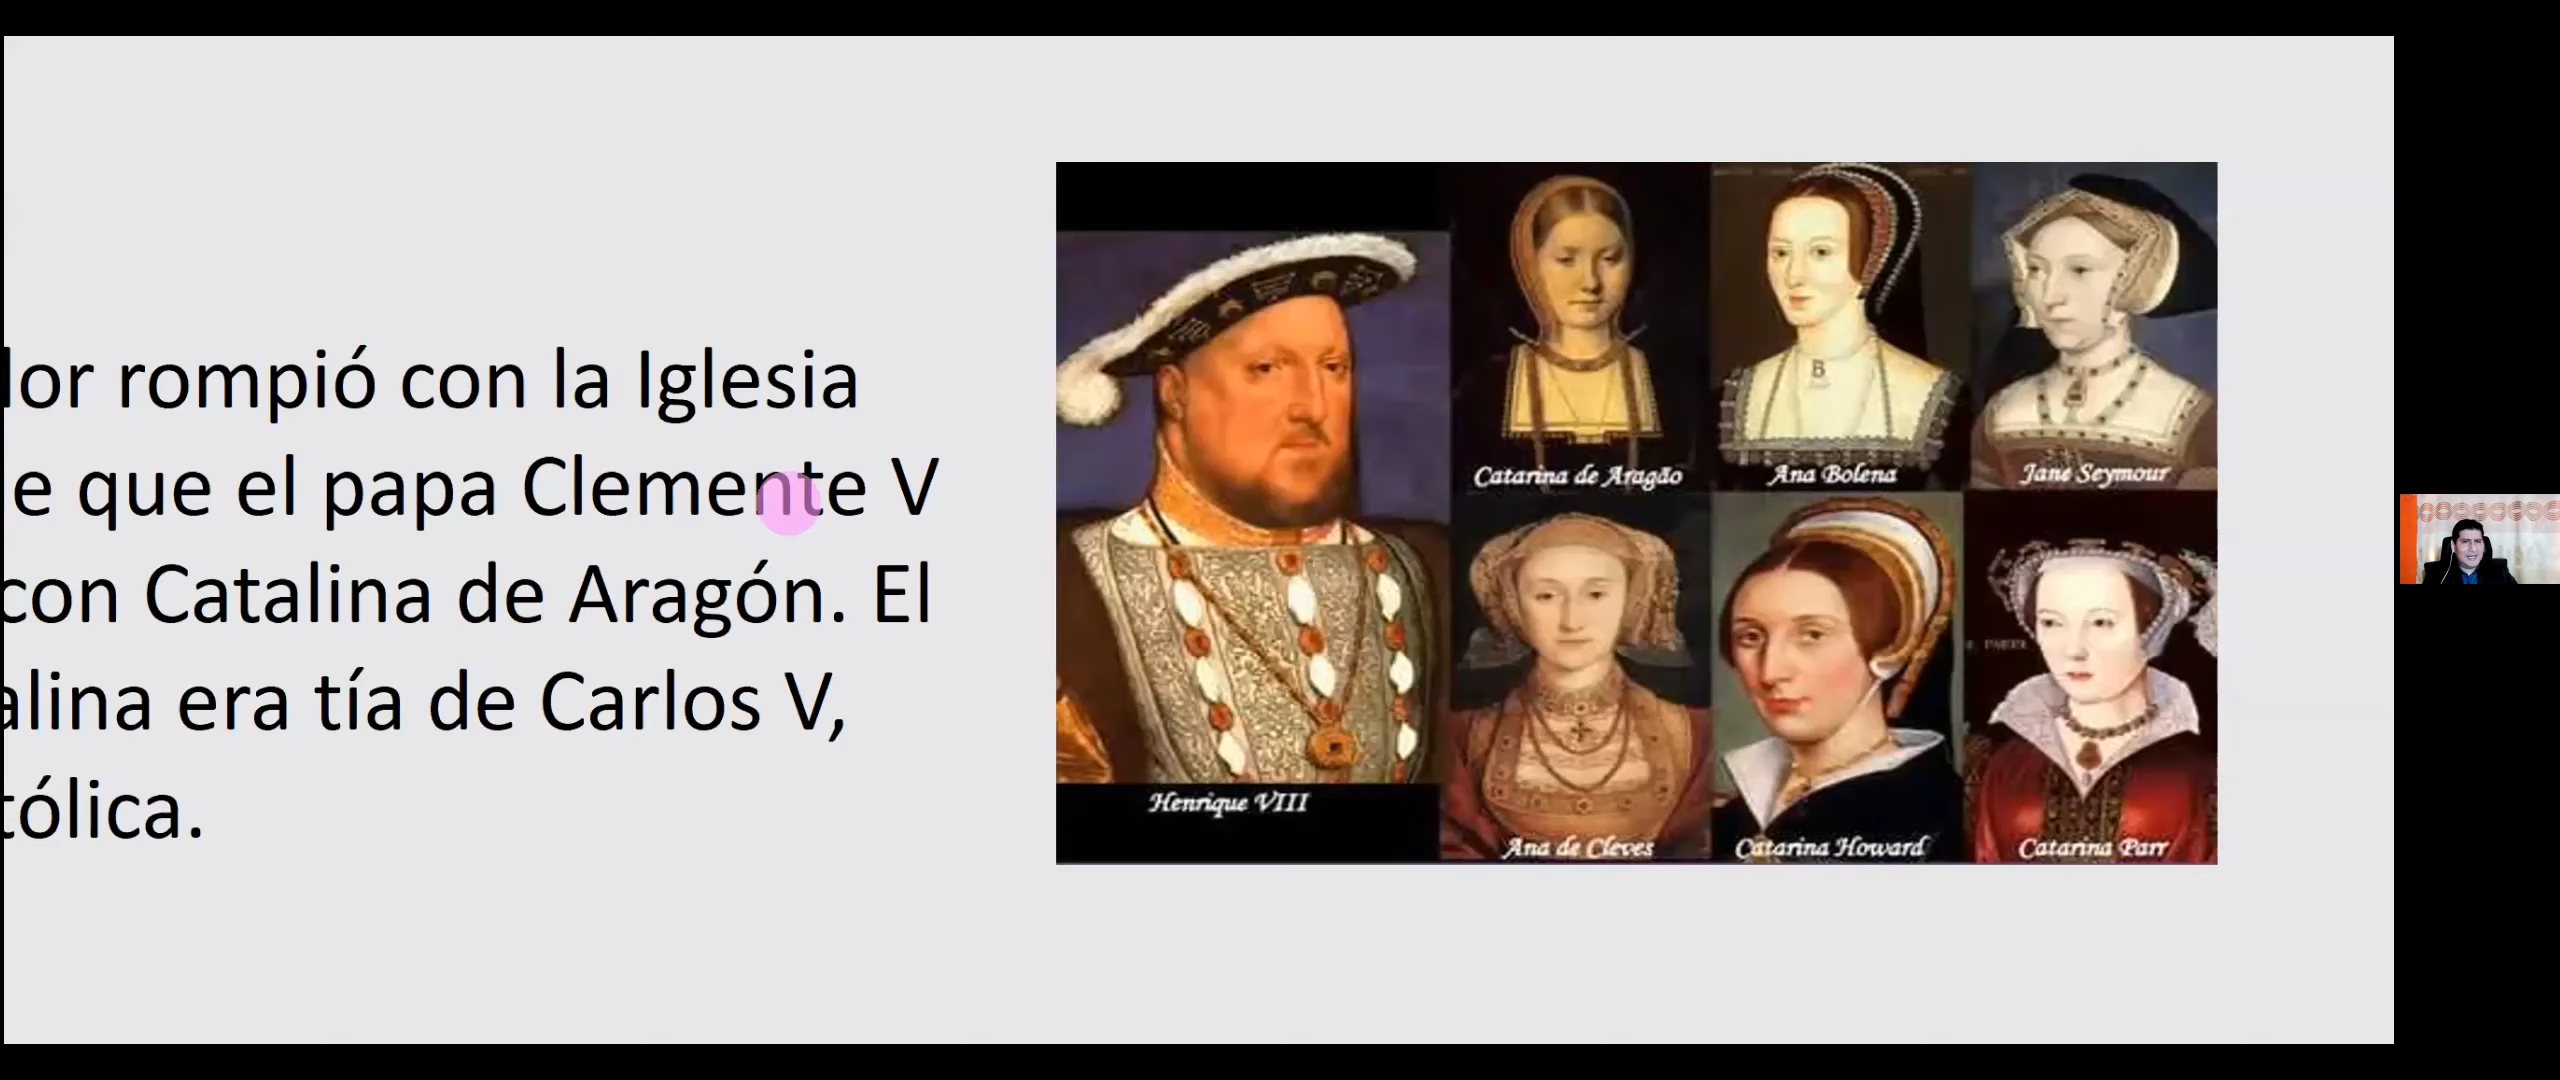 lor rompió con la Iglesia
e que el papa Clemente V
con Catalina de Aragón. El
alina era tía de Carlos V,
tólica.
Catarina de Aragão
Ana Bolena
Jane Seymour
B
Henrique VIII
Ana de Cleves
Catarina Howard
Catarina Parr